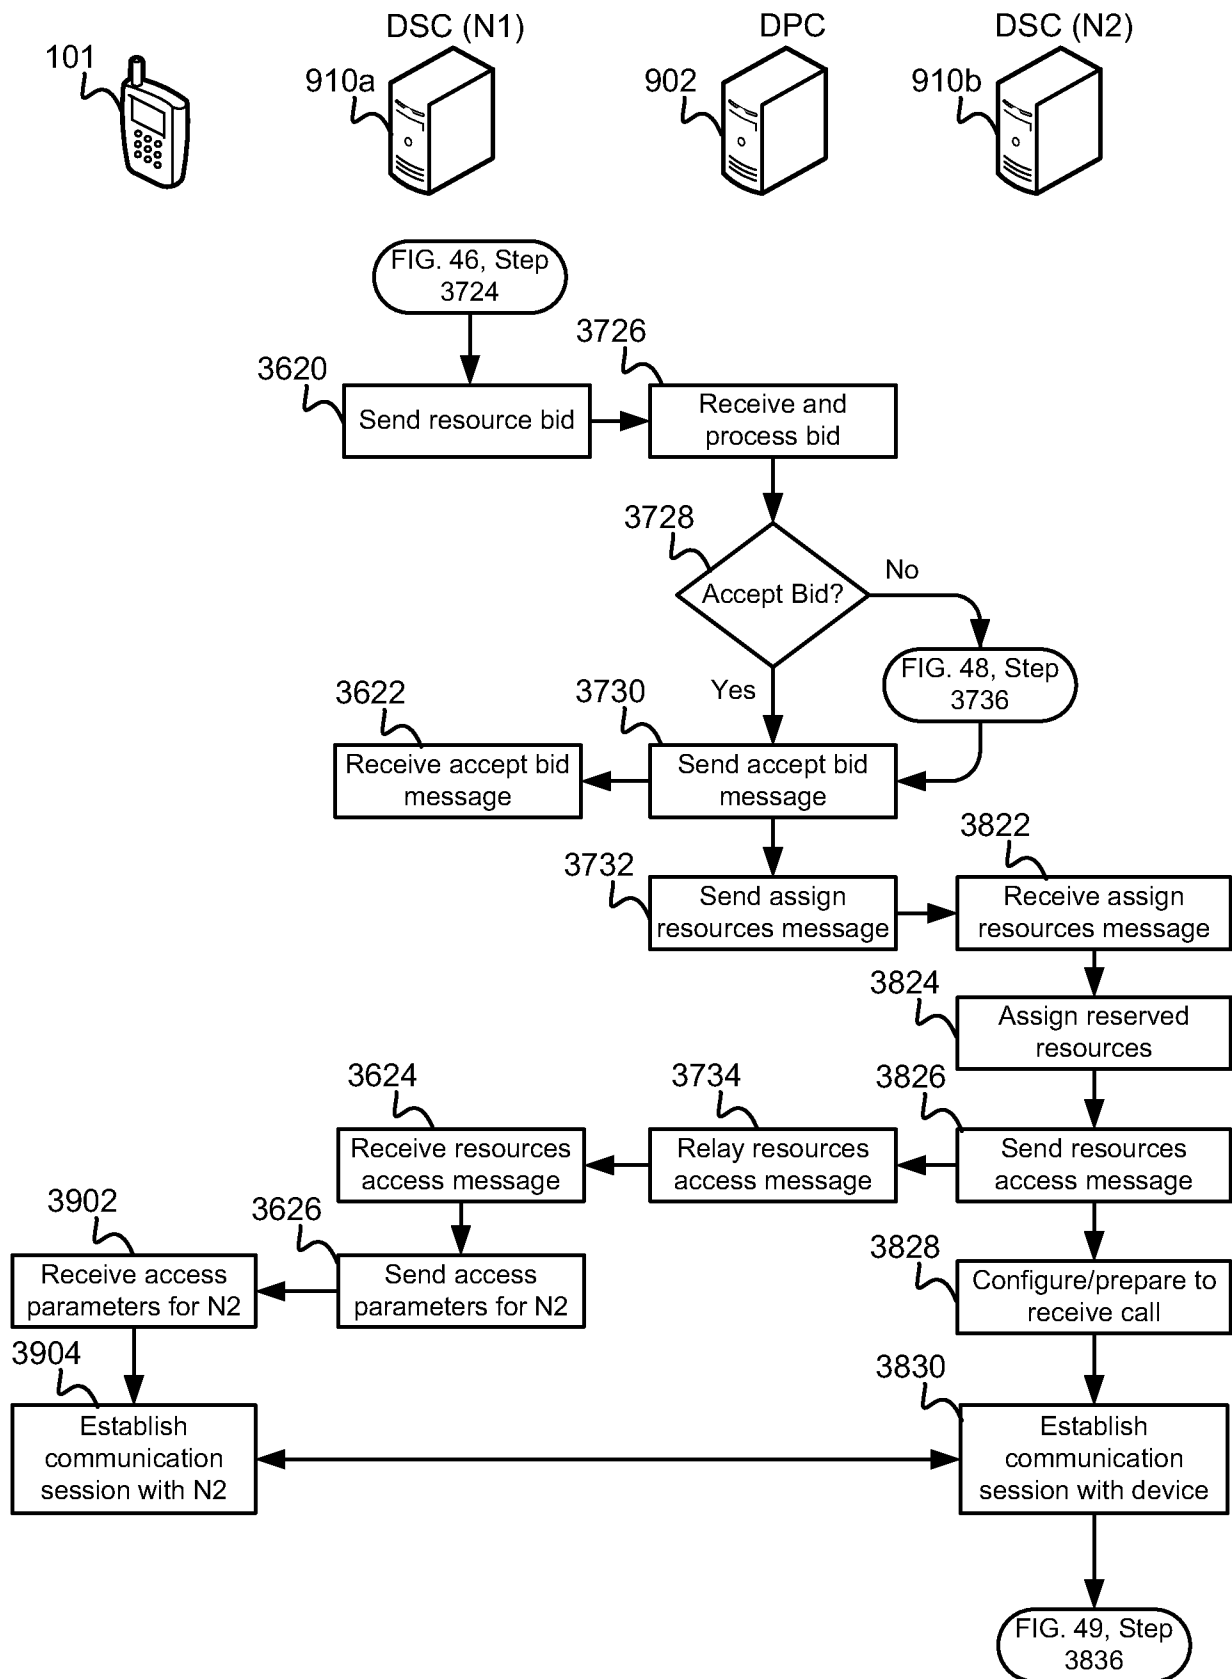 DSC (N1)
DPC
DSC (N2)
101
910a
902
910b
FIG. 46, Step
3724
3620
Send resource bid
3726
Receive and
process bid
3728
Accept Bid?
No
FIG. 48, Step
3736
Yes
3622
Receive accept bid
message
3730
Send accept bid
message
3732
Send assign
resources message
3822
Receive assign
resources message
3824
Assign reserved
resources
3624
Receive resources
access message
3734
Relay resources
access message
3826
Send resources
access message
3902
Receive access
parameters for N2
3626
Send access
parameters for N2
3828
Configure/prepare to
receive call
3904
Establish
communication
session with N2
3830
Establish
communication
session with device
FIG. 49, Step
3836